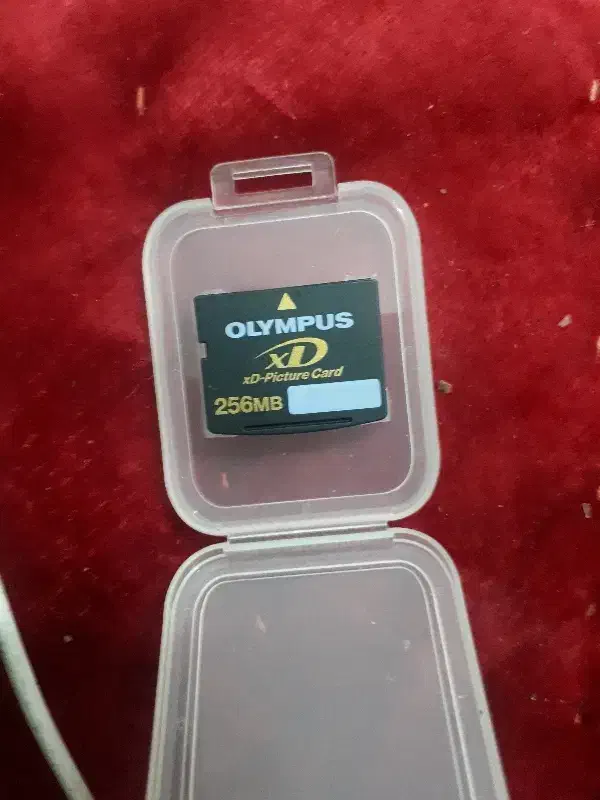 OLYMPUS
xD
xD-Picture Card
256MB